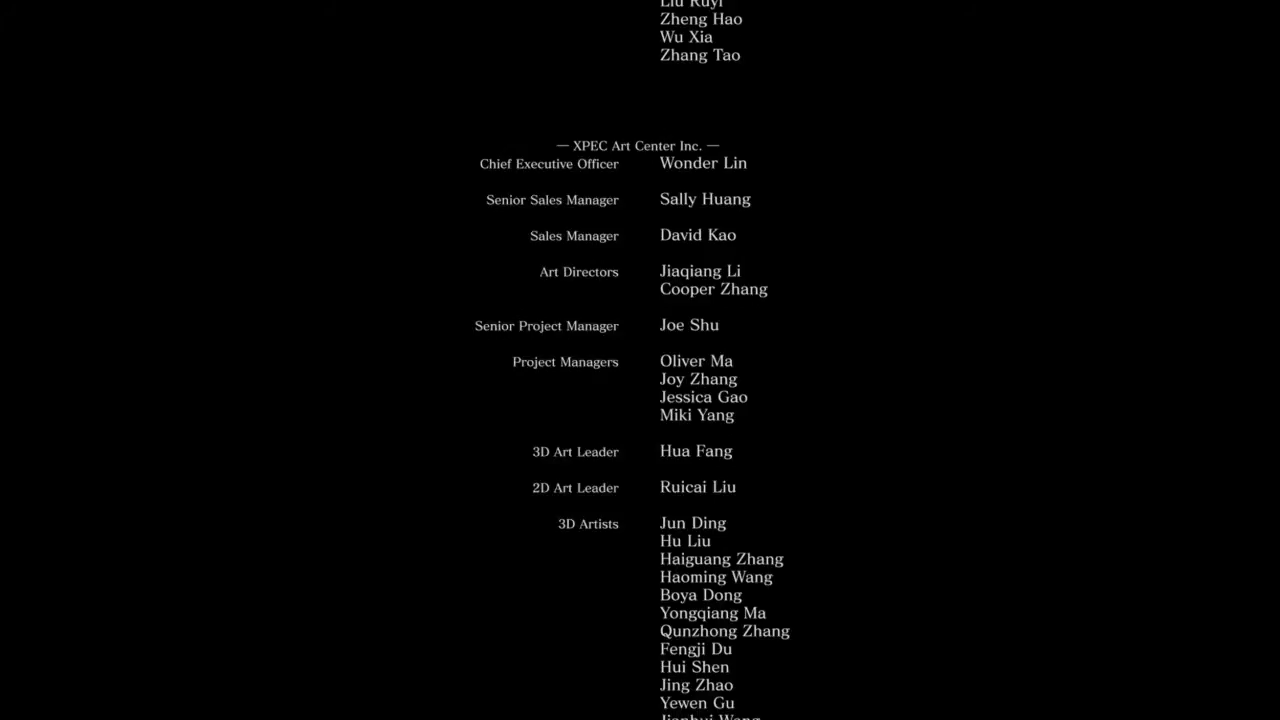 Liu Ruyi
Zheng Hao
Wu Xia
Zhang Tao
— XPEC Art Center Inc. —
Chief Executive Officer Wonder Lin
Senior Sales Manager Sally Huang
Sales Manager David Kao
Art Directors Jiaqiang Li
Cooper Zhang
Senior Project Manager Joe Shu
Project Managers Oliver Ma
Joy Zhang
Jessica Gao
Miki Yang
3D Art Leader Hua Fang
2D Art Leader Ruicai Liu
3D Artists Jun Ding
Hu Liu
Haiguang Zhang
Haoming Wang
Boya Dong
Yongqiang Ma
Qunzhong Zhang
Fengji Du
Hui Shen
Jing Zhao
Yewen Gu